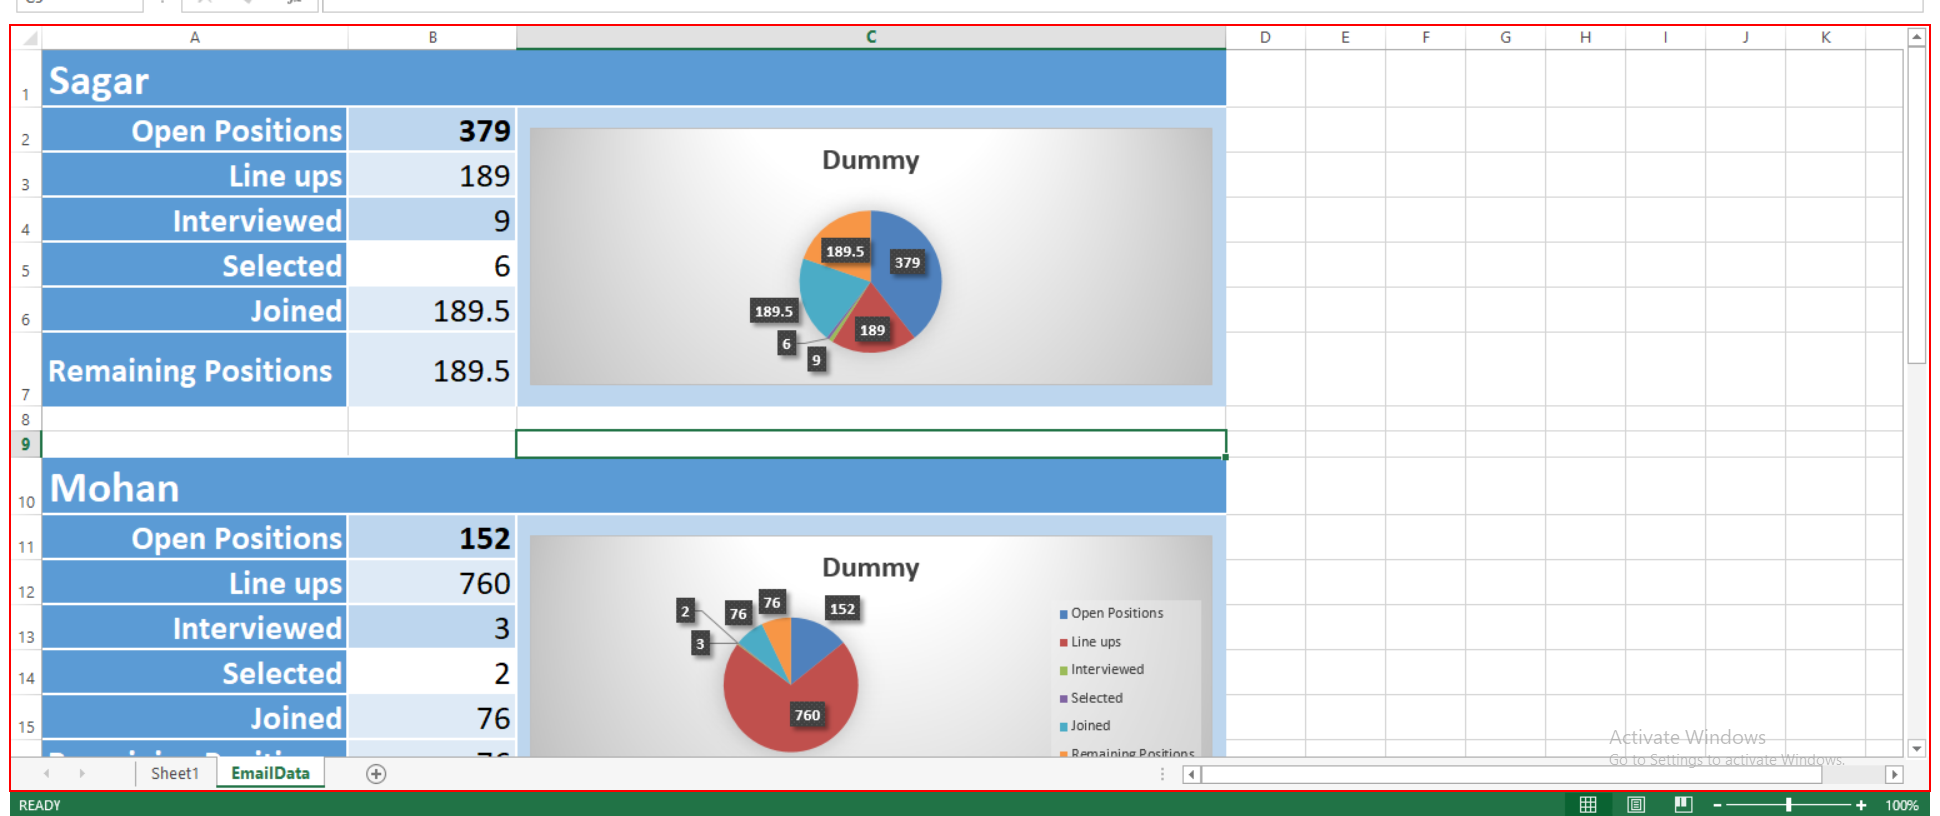 A B C D E F G H I J K
1 Sagar
2 Open Positions 379
3 Line ups 189
4 Interviewed 9
5 Selected 6
6 Joined 189.5
7 Remaining Positions 189.5
Dummy
189.5
379
189.5
189
6
9
8
9
10 Mohan
11 Open Positions 152
12 Line ups 760
13 Interviewed 3
14 Selected 2
15 Joined 76
Dummy
2
76
76
152
3
760
Open Positions
Line ups
Interviewed
Selected
Joined
Remaining Positions
Activate Windows
Go to Settings to activate Windows.
Sheet1 EmailData
READY 100%